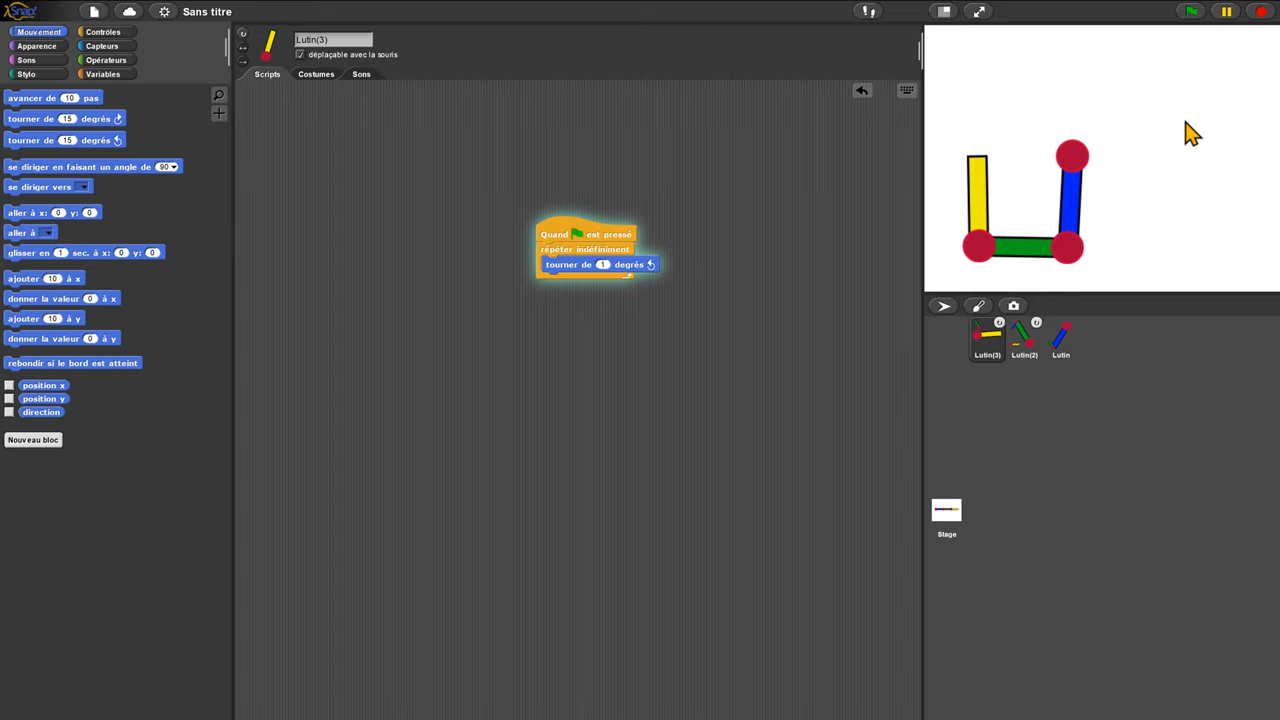 Snap!
Sans titre
Mouvement
Contrôles
Apparence
Capteurs
Sons
Opérateurs
Stylo
Variables
avancer de 10 pas
tourner de 15 degrés
tourner de 15 degrés
se diriger en faisant un angle de 90
se diriger vers
aller à x: 0 y: 0
aller à
glisser en 1 sec. à x: 0 y: 0
ajouter 10 à x
donner la valeur 0 à x
ajouter 10 à y
donner la valeur 0 à y
rebondir si le bord est atteint
position x
position y
direction
Nouveau bloc
Lutin(3)
déplaçable avec la souris
Scripts
Costumes
Sons
Quand est pressé
répéter indéfiniment
tourner de 1 degrés
Lutin(3)
Lutin(2)
Lutin
Stage